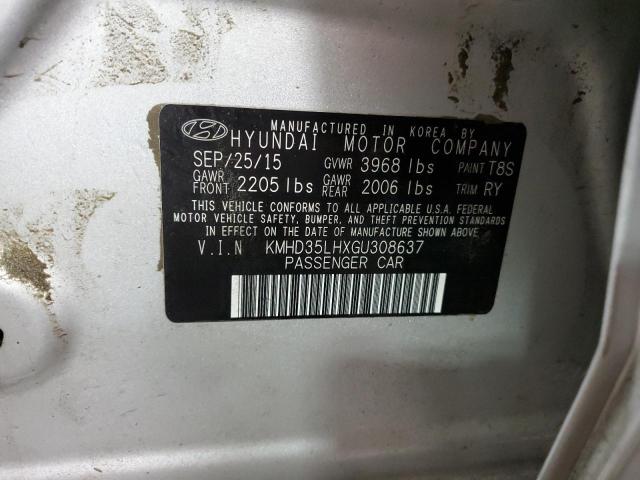 MANUFACTURED IN KOREA BY
HYUNDAI MOTOR COMPANY
SEP/25/15 GVWR 3968 lbs PAINT T8S
GAWR FRONT 2205 lbs GAWR REAR 2006 lbs TRIM RY
THIS VEHICLE CONFORMS TO ALL APPLICABLE U.S.A. FEDERAL
MOTOR VEHICLE SAFETY, BUMPER, AND THEFT PREVENTION STANDARDS
IN EFFECT ON THE DATE OF MANUFACTURE SHOWN ABOVE.
V.I.N KMHD35LHXGU308637
PASSENGER CAR